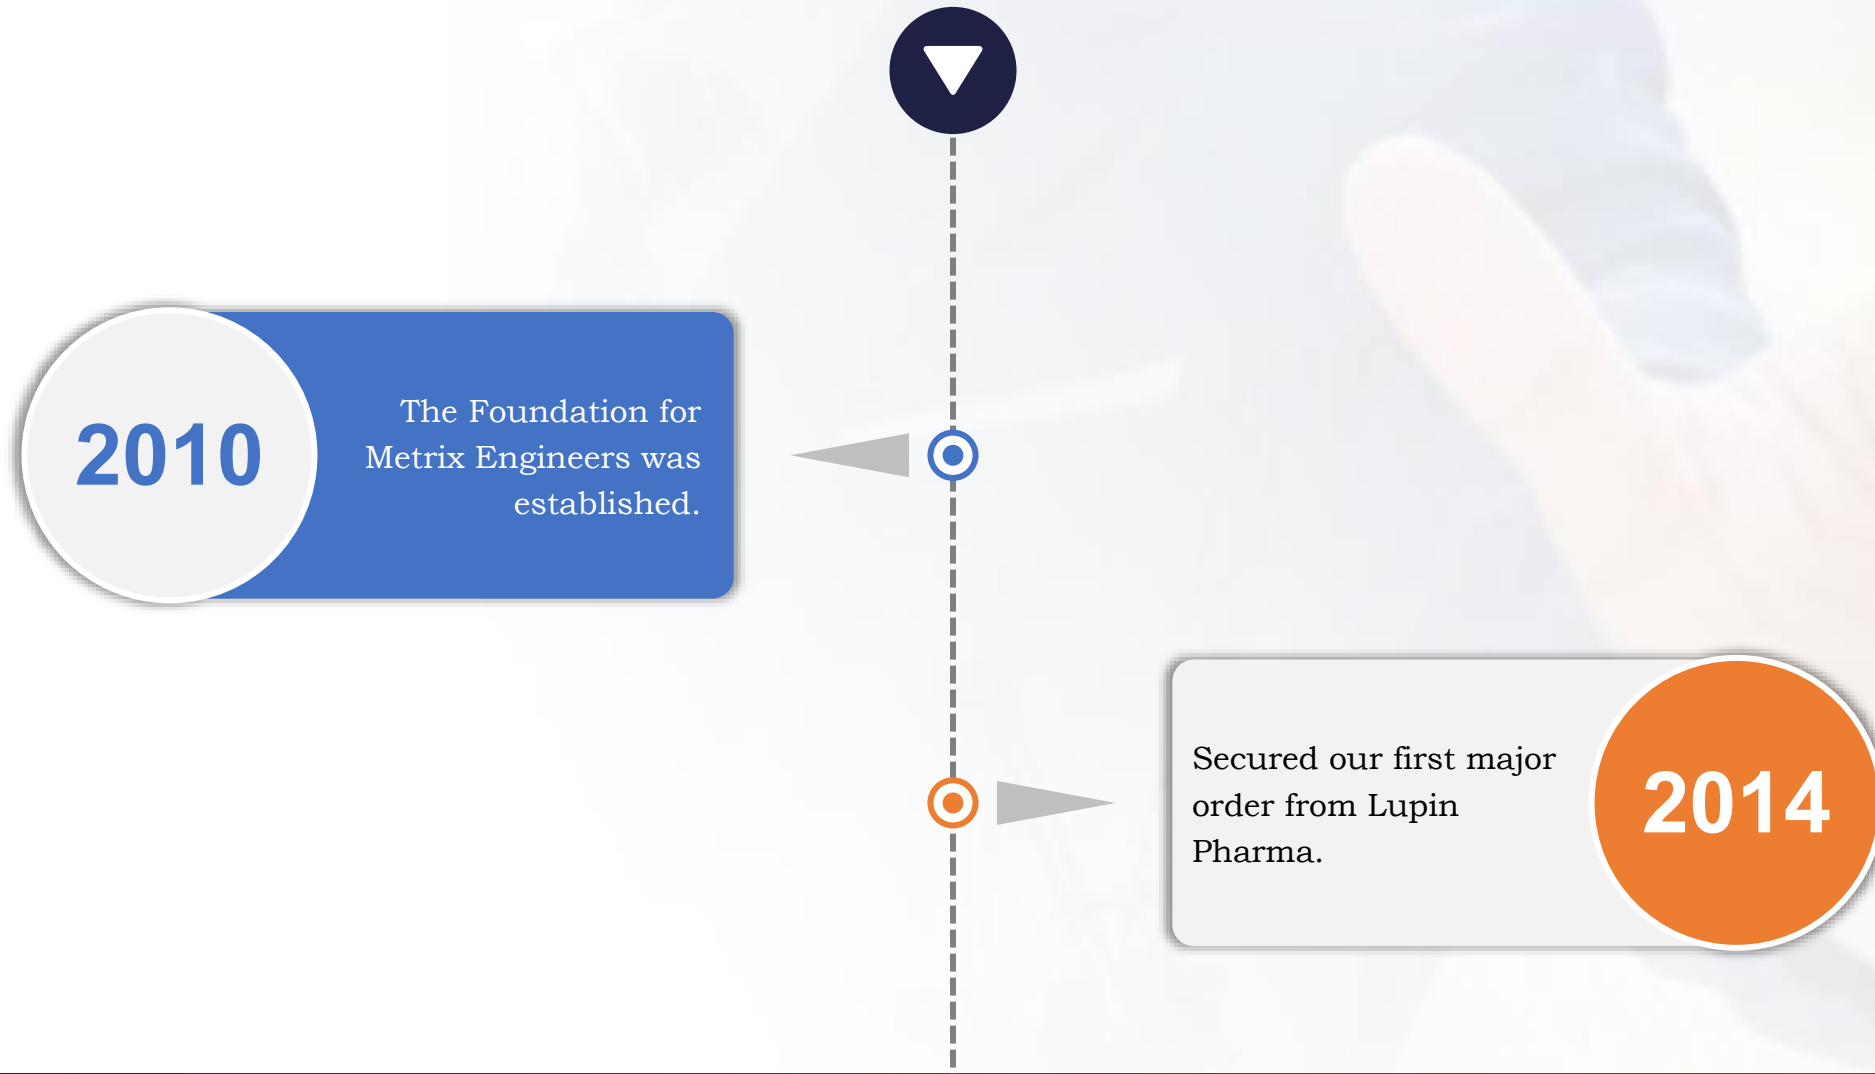 2010
The Foundation for
Metrix Engineers was
established.
Secured our first major
order from Lupin
Pharma.
2014